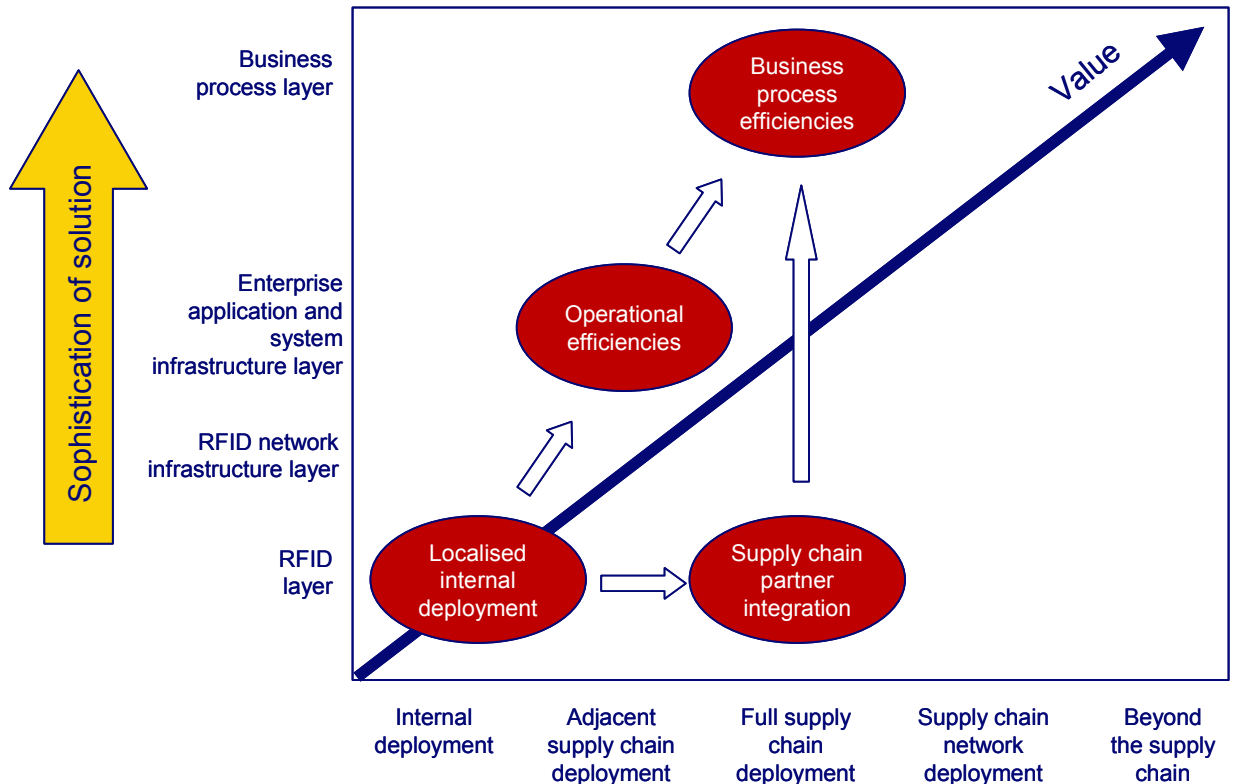 Business
process layer
Business
process
efficiencies
Value
Sophistication of solution
Enterprise
application and
system
infrastructure layer
Operational
efficiencies
RFID network
infrastructure layer
RFID
layer
Localised
internal
deployment
Supply chain
partner
integration
Internal
deployment
Adjacent
supply chain
deployment
Full supply
chain
deployment
Supply chain
network
deployment
Beyond
the supply
chain